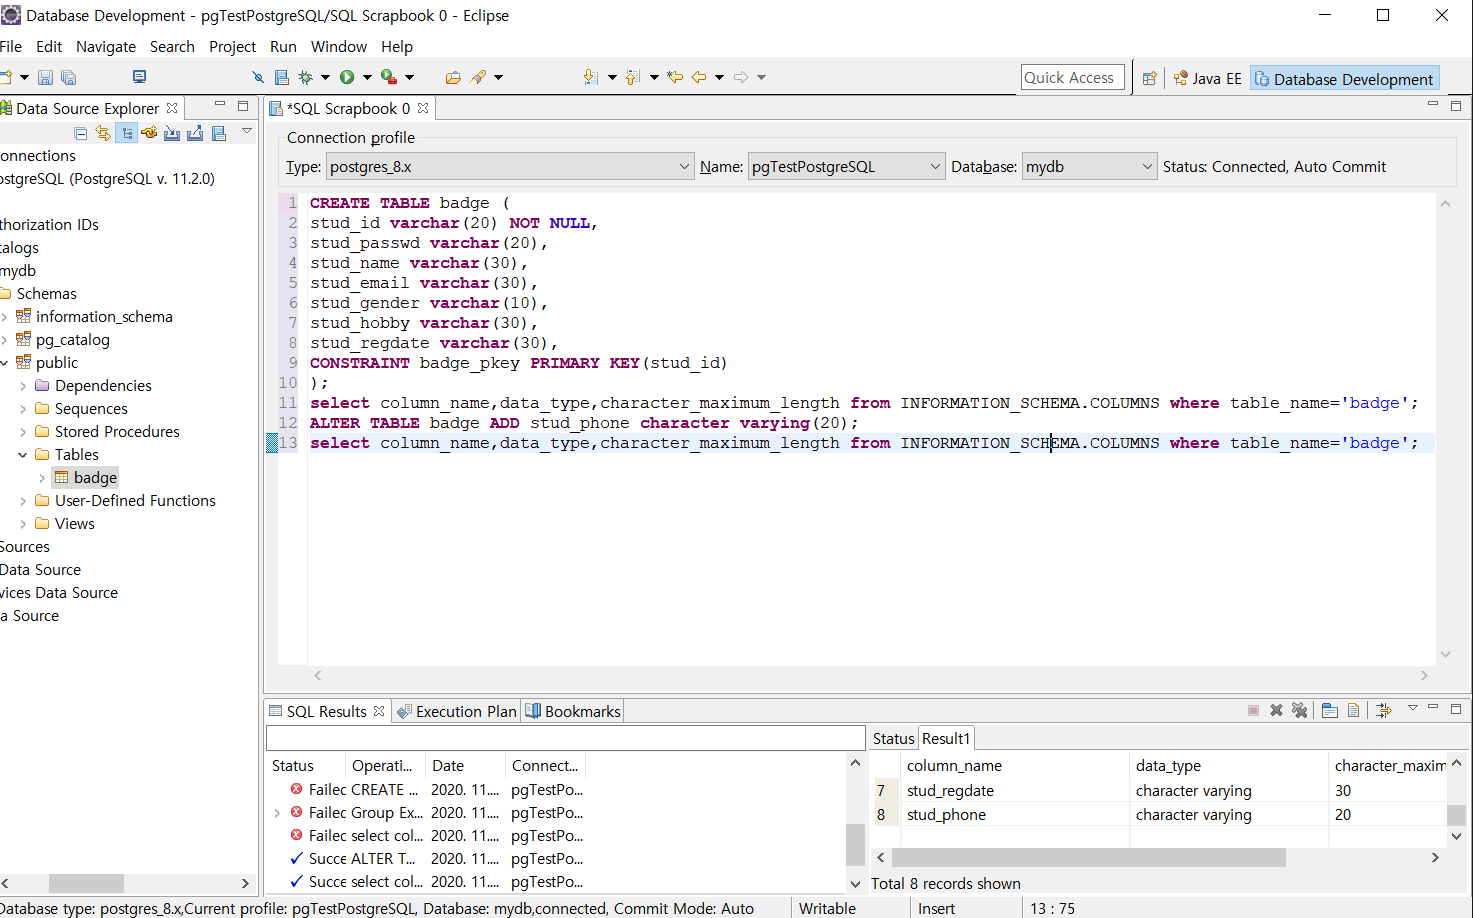 Database Development - pgTestPostgreSQL/SQL Scrapbook 0 - Eclipse
File Edit Navigate Search Project Run Window Help
Quick Access
Java EE
Database Development
Data Source Explorer
onnections
ostgreSQL (PostgreSQL v. 11.2.0)
thorization IDs
talogs
mydb
Schemas
information_schema
pg_catalog
public
Dependencies
Sequences
Stored Procedures
Tables
badge
User-Defined Functions
Views
Sources
Data Source
vices Data Source
a Source
*SQL Scrapbook 0
Connection profile
Type: postgres_8.x Name: pgTestPostgreSQL Database: mydb Status: Connected, Auto Commit
1 CREATE TABLE badge (
2 stud_id varchar(20) NOT NULL,
3 stud_passwd varchar(20),
4 stud_name varchar(30),
5 stud_email varchar(30),
6 stud_gender varchar(10),
7 stud_hobby varchar(30),
8 stud_regdate varchar(30),
9 CONSTRAINT badge_pkey PRIMARY KEY(stud_id)
10 );
11 select column_name,data_type,character_maximum_length from INFORMATION_SCHEMA.COLUMNS where table_name='badge';
12 ALTER TABLE badge ADD stud_phone character varying(20);
13 select column_name,data_type,character_maximum_length from INFORMATION_SCHEMA.COLUMNS where table_name='badge';
SQL Results Execution Plan Bookmarks
Status Operati... Date Connect...
Failec CREATE ... 2020. 11.... pgTestPo...
Failec Group Ex... 2020. 11.... pgTestPo...
Failec select col... 2020. 11.... pgTestPo...
Succe ALTER T... 2020. 11.... pgTestPo...
Succe select col... 2020. 11.... pgTestPo...
Status Result1
column_name data_type character_maxim
7 stud_regdate character varying 30
8 stud_phone character varying 20
Total 8 records shown
Database type: postgres_8.x,Current profile: pgTestPostgreSQL, Database: mydb,connected, Commit Mode: Auto
Writable
Insert
13 : 75